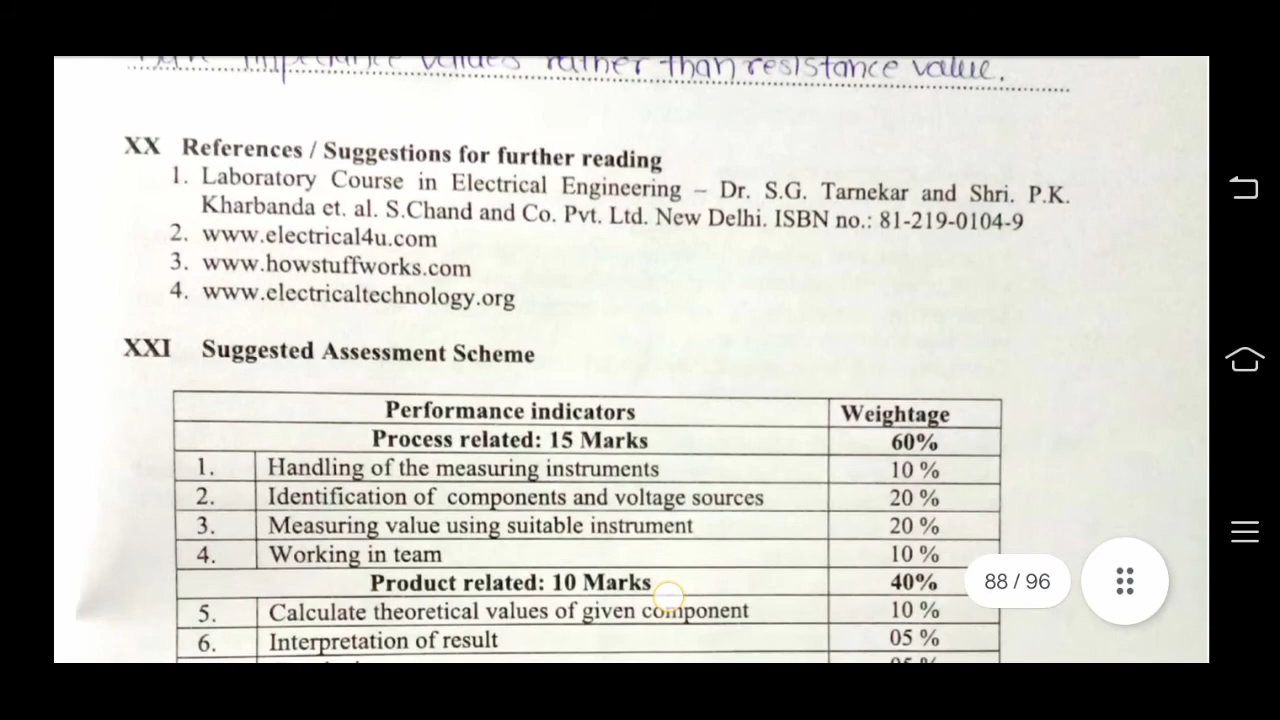 impedance values rather than resistance value.
XX References / Suggestions for further reading
1. Laboratory Course in Electrical Engineering – Dr. S.G. Tarnekar and Shri. P.K.
Kharbanda et. al. S.Chand and Co. Pvt. Ltd. New Delhi. ISBN no.: 81-219-0104-9
2. www.electrical4u.com
3. www.howstuffworks.com
4. www.electricaltechnology.org
XXI Suggested Assessment Scheme
Performance indicators Weightage
Process related: 15 Marks 60%
1. Handling of the measuring instruments 10 %
2. Identification of components and voltage sources 20 %
3. Measuring value using suitable instrument 20 %
4. Working in team 10 %
Product related: 10 Marks 40%
88 / 96
5. Calculate theoretical values of given component 10 %
6. Interpretation of result 05 %